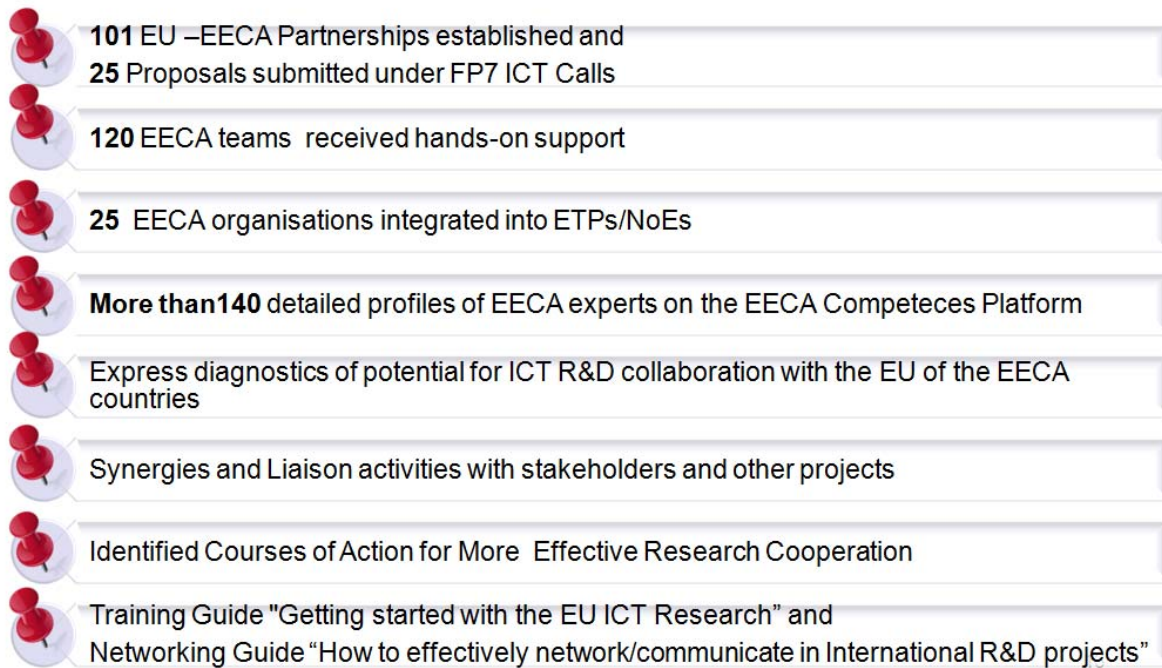 101 EU –EECA Partnerships established and
25 Proposals submitted under FP7 ICT Calls
120 EECA teams received hands-on support
25 EECA organisations integrated into ETPs/NoEs
More than140 detailed profiles of EECA experts on the EECA Competeces Platform
Express diagnostics of potential for ICT R&D collaboration with the EU of the EECA
countries
Synergies and Liaison activities with stakeholders and other projects
Identified Courses of Action for More Effective Research Cooperation
Training Guide "Getting started with the EU ICT Research” and
Networking Guide “How to effectively network/communicate in International R&D projects”